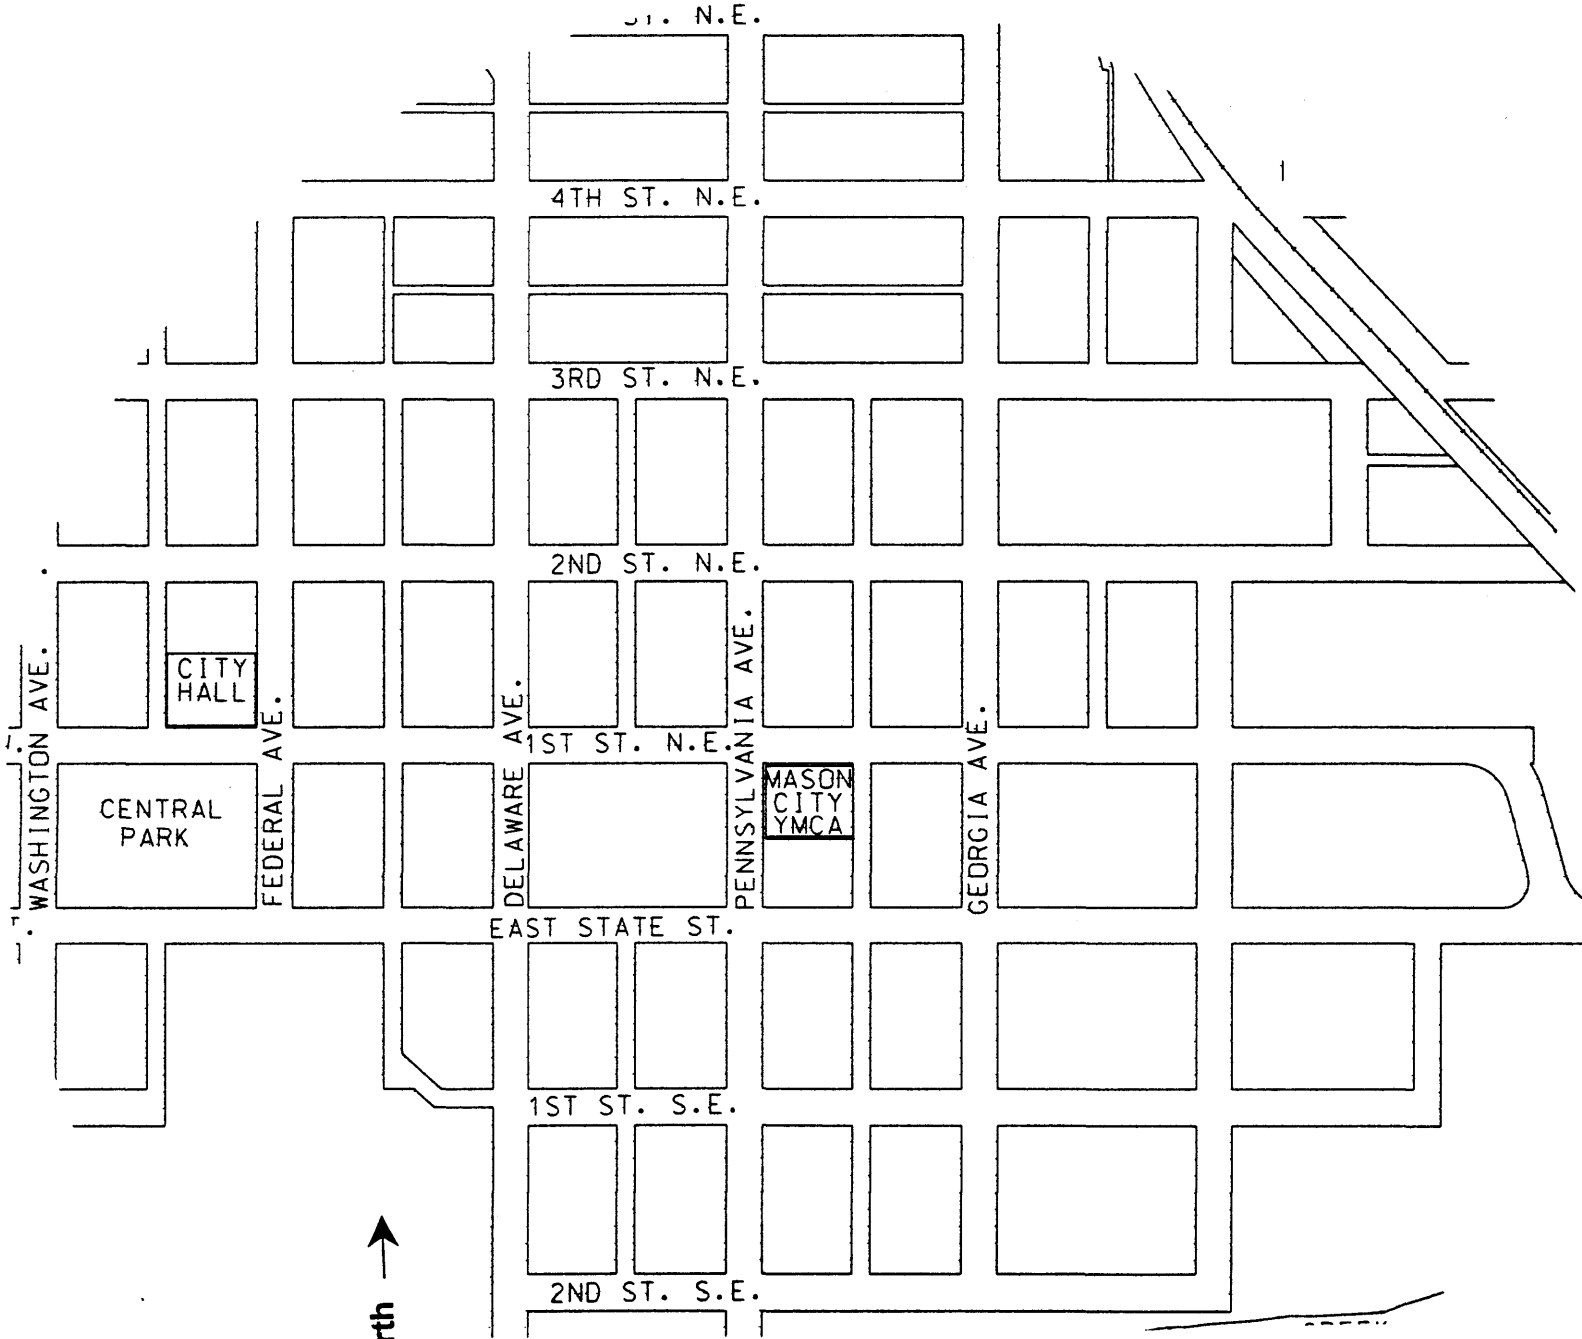 N.E.
4TH ST. N.E.
3RD ST. N.E.
2ND ST. N.E.
CITY
HALL
WASHINGTON AVE.
FEDERAL AVE.
DELAWARE AVE.
PENNSYLVANIA AVE.
GEORGIA AVE.
1ST ST. N.E.
MASON
CITY
YMCA
CENTRAL
PARK
EAST STATE ST.
1ST ST. S.E.
2ND ST. S.E.